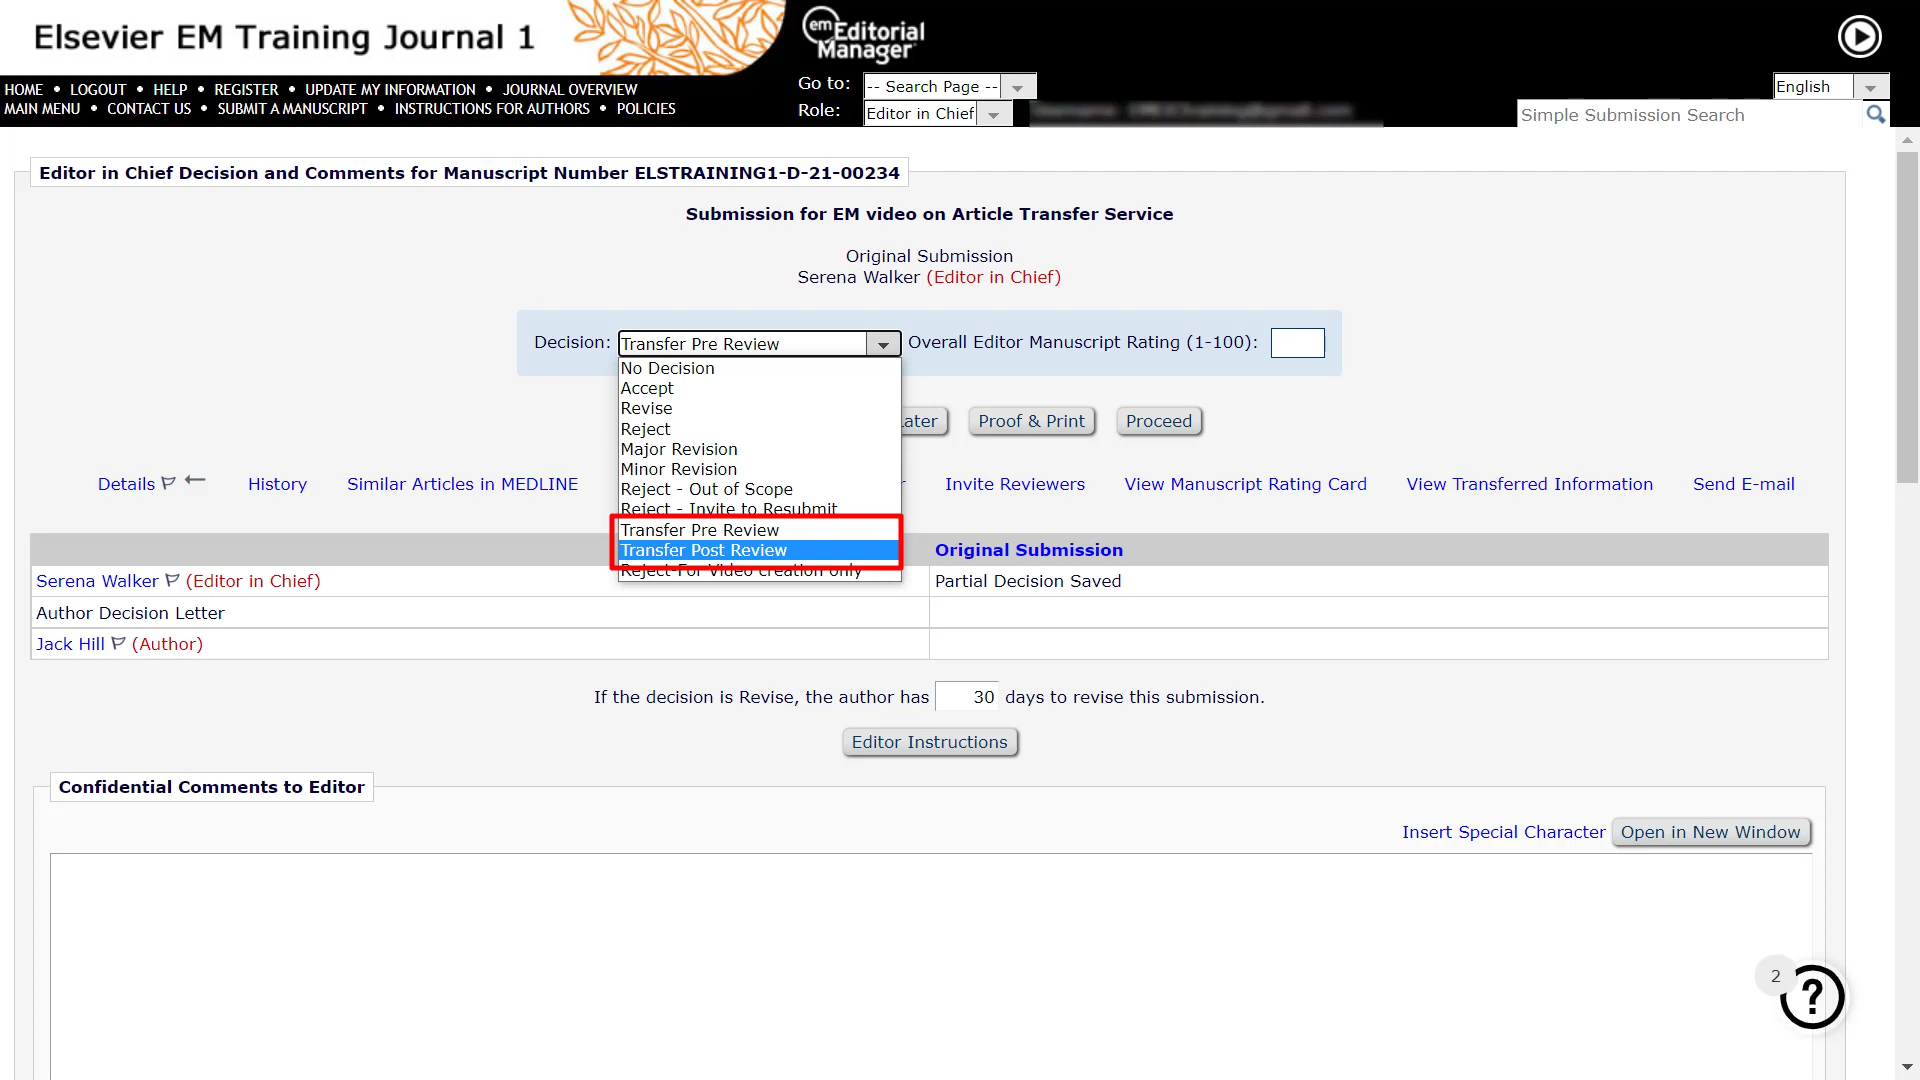 Elsevier EM Training Journal 1
em Editorial Manager
HOME • LOGOUT • HELP • REGISTER • UPDATE MY INFORMATION • JOURNAL OVERVIEW
MAIN MENU • CONTACT US • SUBMIT A MANUSCRIPT • INSTRUCTIONS FOR AUTHORS • POLICIES
Go to: -- Search Page --
Role: Editor in Chief
English
Simple Submission Search
Editor in Chief Decision and Comments for Manuscript Number ELSTRAINING1-D-21-00234
Submission for EM video on Article Transfer Service
Original Submission
Serena Walker (Editor in Chief)
Decision: Transfer Pre Review Overall Editor Manuscript Rating (1-100):
No Decision
Accept
Revise
Reject
Major Revision
Minor Revision
Reject - Out of Scope
Reject - Invite to Resubmit
Transfer Pre Review
Transfer Post Review
Reject-For Video creation only
Later Proof & Print Proceed
Details History Similar Articles in MEDLINE Invite Reviewers View Manuscript Rating Card View Transferred Information Send E-mail
Original Submission
Serena Walker (Editor in Chief) Partial Decision Saved
Author Decision Letter
Jack Hill (Author)
If the decision is Revise, the author has 30 days to revise this submission.
Editor Instructions
Confidential Comments to Editor
Insert Special Character Open in New Window
2
?